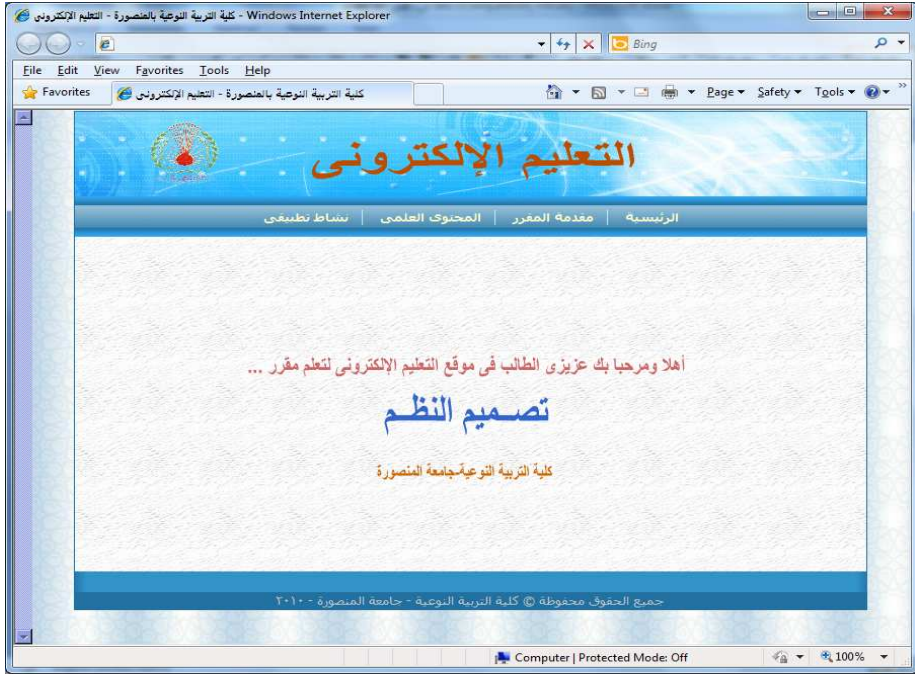 كلية التربية النوعية بالمنصورة - التعليم الإلكترونى - Windows Internet Explorer
Bing
File Edit View Favorites Tools Help
Favorites كلية التربية النوعية بالمنصورة - التعليم الإلكترونى Page Safety Tools
التعليم الإلكترونى
الرئيسية | مقدمة المقرر | المحتوى العلمى | نشاط تطبيقى
أهلا ومرحبا بك عزيزى الطالب فى موقع التعليم الإلكترونى لتعلم مقرر ...
تصـــميم النظــم
كلية التربية النوعية-جامعة المنصورة
جميع الحقوق محفوظة © كلية التربية النوعية - جامعة المنصورة - ٢٠١٠
Computer | Protected Mode: Off 100%